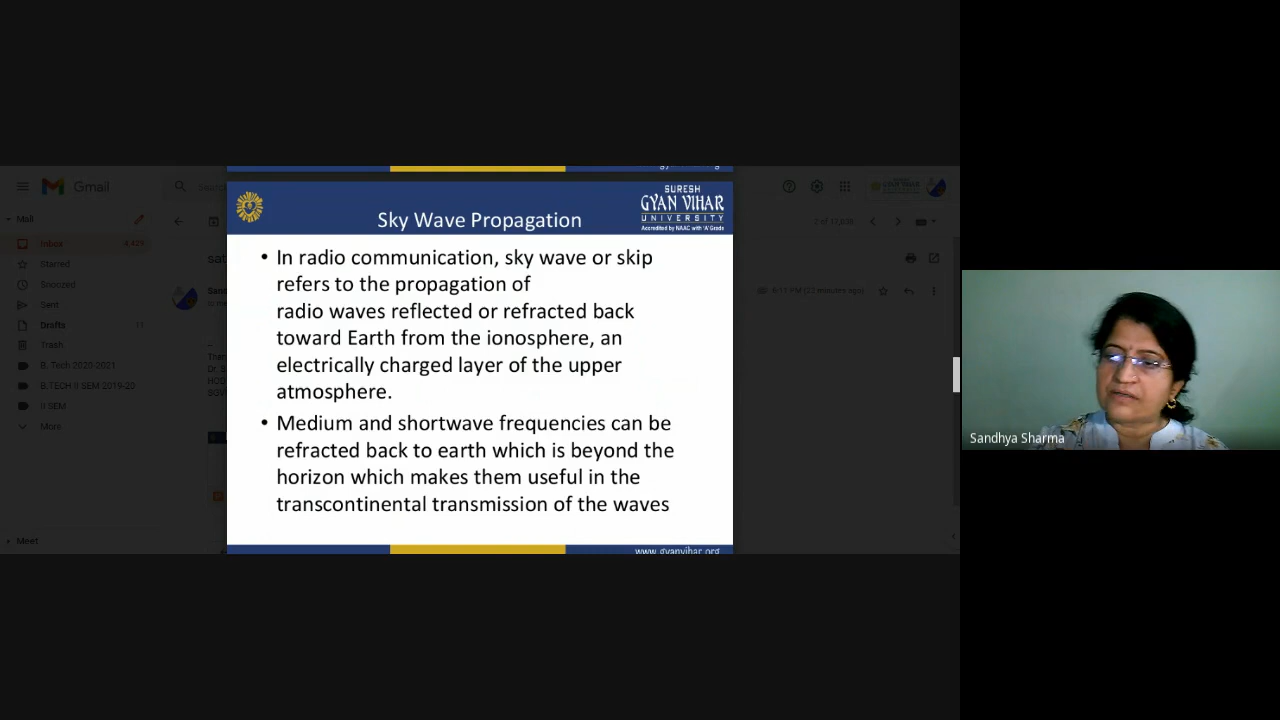 Gmail
Mail
Inbox
4,425
Starred
Snoozed
Sent
Drafts
11
Trash
B. Tech 2020-2021
B.TECH II SEM 2019-20
II SEM
More
Meet
Sky Wave Propagation
SURESH
GYAN VIHAR
UNIVERSITY
Accredited by NAAC with 'A' Grade
• In radio communication, sky wave or skip
refers to the propagation of
radio waves reflected or refracted back
toward Earth from the ionosphere, an
electrically charged layer of the upper
atmosphere.
• Medium and shortwave frequencies can be
refracted back to earth which is beyond the
horizon which makes them useful in the
transcontinental transmission of the waves
www.gyanvihar.org
Sandhya Sharma